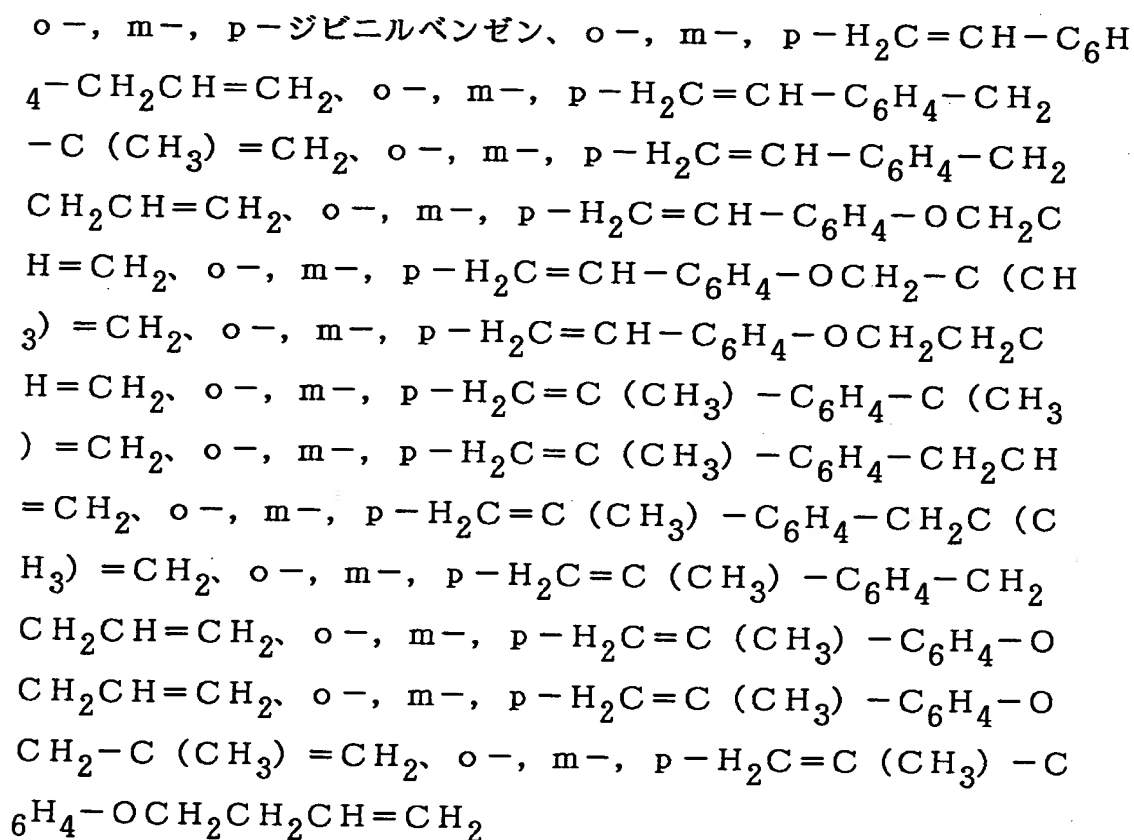 o－, m－, p－ジビニルベンゼン、o－, m－, p－H₂C＝CH－C₆H
₄－CH₂CH＝CH₂、o－, m－, p－H₂C＝CH－C₆H₄－CH₂
－C（CH₃）＝CH₂、o－, m－, p－H₂C＝CH－C₆H₄－CH₂
CH₂CH＝CH₂、o－, m－, p－H₂C＝CH－C₆H₄－OCH₂C
H＝CH₂、o－, m－, p－H₂C＝CH－C₆H₄－OCH₂－C（CH
₃）＝CH₂、o－, m－, p－H₂C＝CH－C₆H₄－OCH₂CH₂C
H＝CH₂、o－, m－, p－H₂C＝C（CH₃）－C₆H₄－C（CH₃
）＝CH₂、o－, m－, p－H₂C＝C（CH₃）－C₆H₄－CH₂CH
＝CH₂、o－, m－, p－H₂C＝C（CH₃）－C₆H₄－CH₂C（C
H₃）＝CH₂、o－, m－, p－H₂C＝C（CH₃）－C₆H₄－CH₂
CH₂CH＝CH₂、o－, m－, p－H₂C＝C（CH₃）－C₆H₄－O
CH₂CH＝CH₂、o－, m－, p－H₂C＝C（CH₃）－C₆H₄－O
CH₂－C（CH₃）＝CH₂、o－, m－, p－H₂C＝C（CH₃）－C
₆H₄－OCH₂CH₂CH＝CH₂